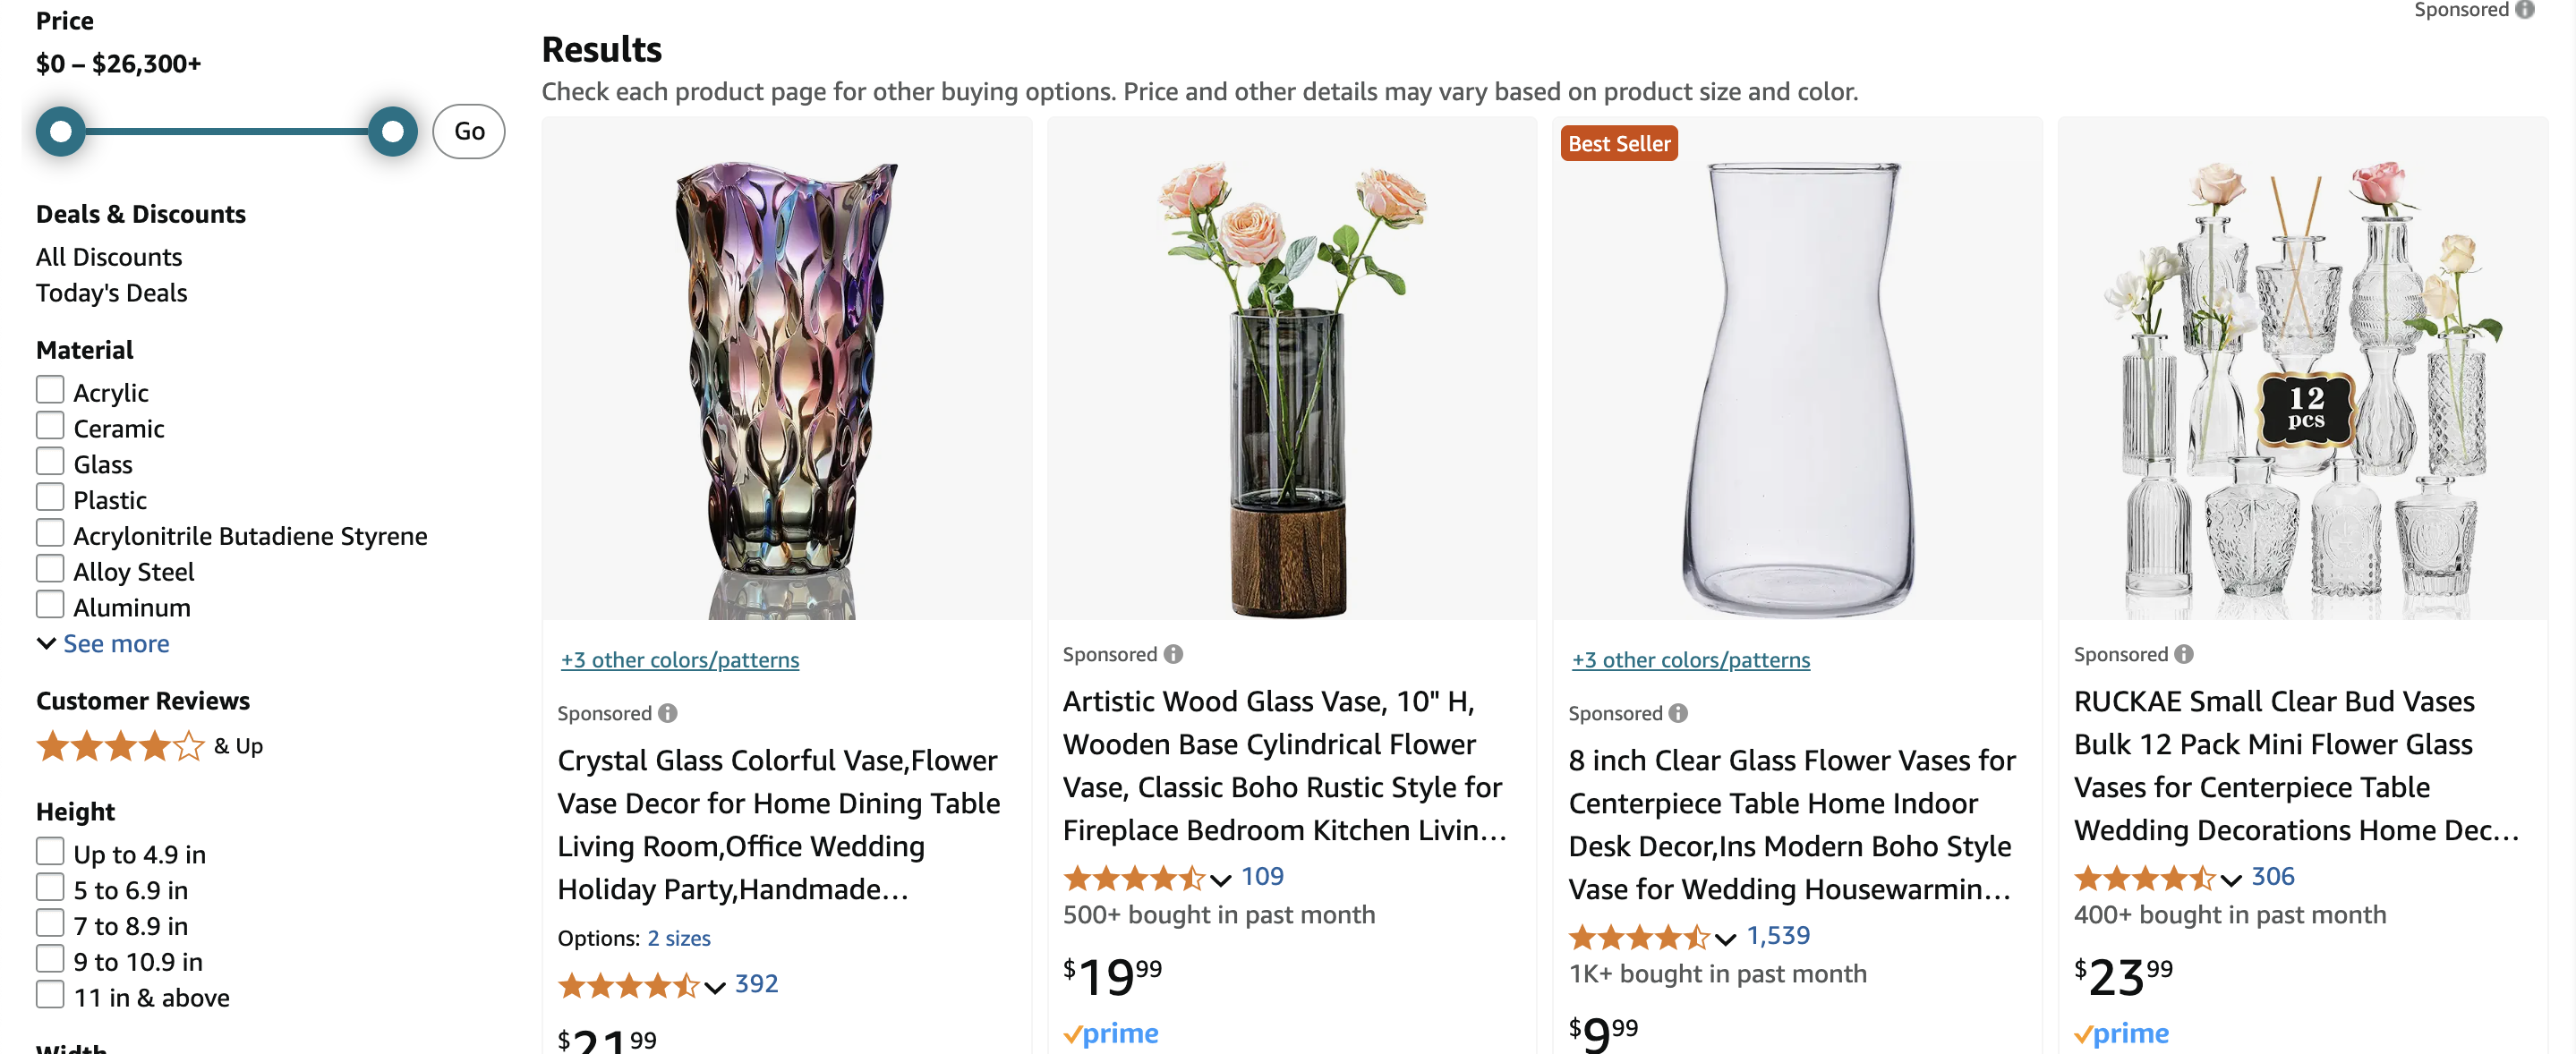 Price
$0 – $26,300+
Go
Deals & Discounts
All Discounts
Today's Deals
Material
Acrylic
Ceramic
Glass
Plastic
Acrylonitrile Butadiene Styrene
Alloy Steel
Aluminum
See more
Customer Reviews
& Up
Height
Up to 4.9 in
5 to 6.9 in
7 to 8.9 in
9 to 10.9 in
11 in & above
Width
Sponsored
Results
Check each product page for other buying options. Price and other details may vary based on product size and color.
+3 other colors/patterns
Sponsored
Crystal Glass Colorful Vase,Flower
Vase Decor for Home Dining Table
Living Room,Office Wedding
Holiday Party,Handmade…
Options: 2 sizes
392
$21.99
Sponsored
Artistic Wood Glass Vase, 10" H,
Wooden Base Cylindrical Flower
Vase, Classic Boho Rustic Style for
Fireplace Bedroom Kitchen Livin…
109
500+ bought in past month
$19.99
prime
Best Seller
+3 other colors/patterns
Sponsored
8 inch Clear Glass Flower Vases for
Centerpiece Table Home Indoor
Desk Decor,Ins Modern Boho Style
Vase for Wedding Housewarmin…
1,539
1K+ bought in past month
$9.99
12
pcs
Sponsored
RUCKAE Small Clear Bud Vases
Bulk 12 Pack Mini Flower Glass
Vases for Centerpiece Table
Wedding Decorations Home Dec…
306
400+ bought in past month
$23.99
prime